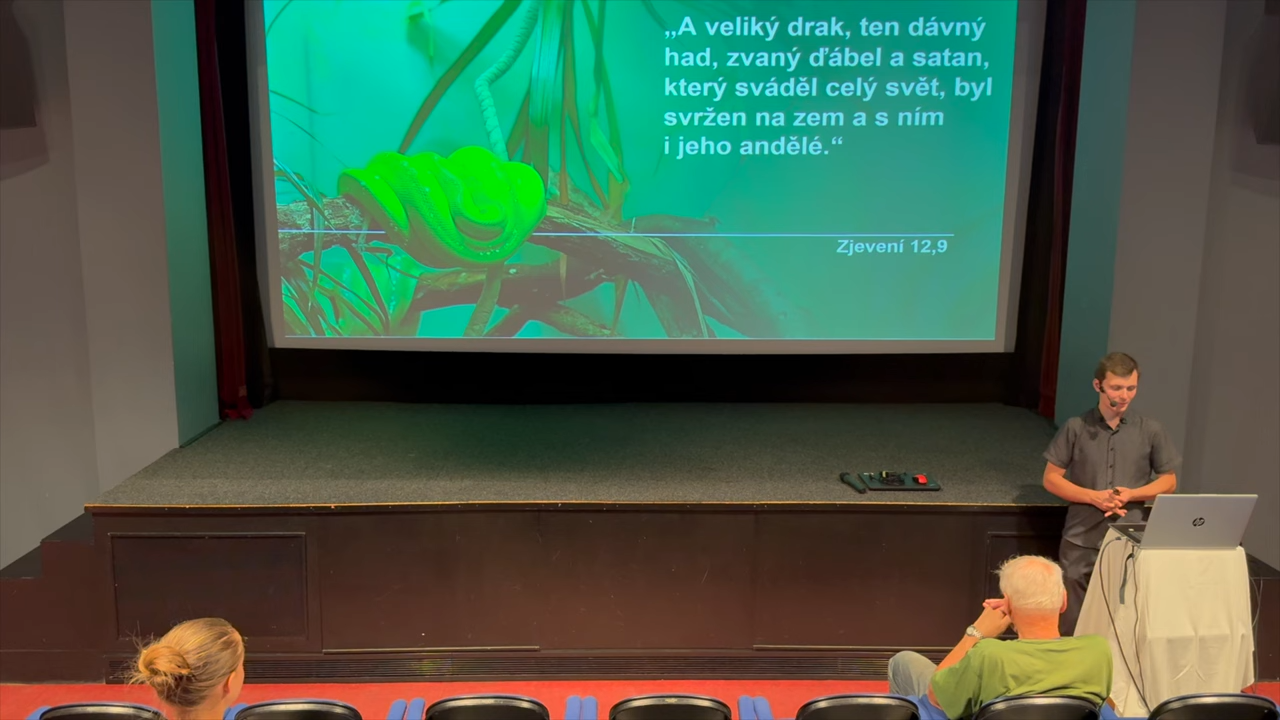 „A veliký drak, ten dávný
had, zvaný ďábel a satan,
který sváděl celý svět, byl
svržen na zem a s ním
i jeho andělé.“
Zjevení 12,9
hp